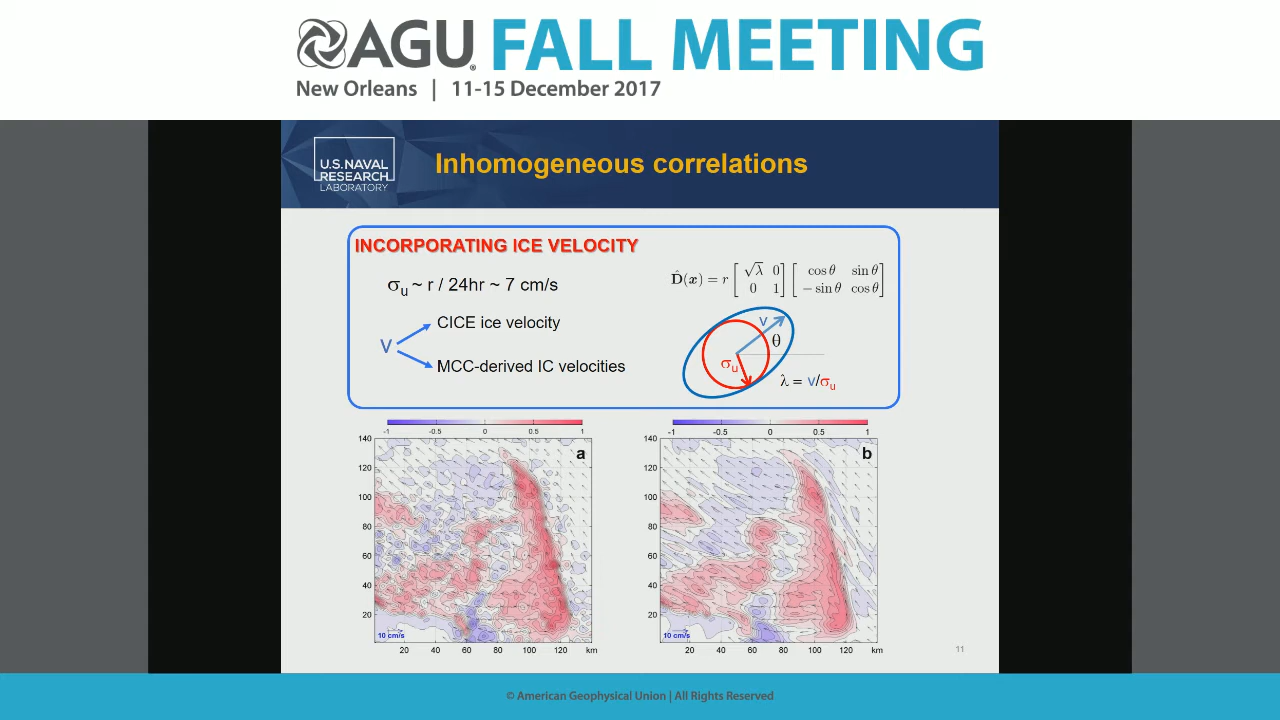 AGU FALL MEETING
New Orleans | 11-15 December 2017
U.S. NAVAL
RESEARCH
LABORATORY
Inhomogeneous correlations
INCORPORATING ICE VELOCITY
σu ~ r / 24hr ~ 7 cm/s
V
CICE ice velocity
MCC-derived IC velocities
D̂(x) = r [√λ 0; 0 1] [cos θ sin θ; − sin θ cos θ]
v
θ
σu
λ = v/σu
-1 -0.5 0 0.5 1
a
140
120
100
80
60
40
20
10 cm/s
20 40 60 80 100 120 km
-1 -0.5 0 0.5 1
b
140
120
100
80
60
40
20
10 cm/s
20 40 60 80 100 120 km
11
© American Geophysical Union | All Rights Reserved